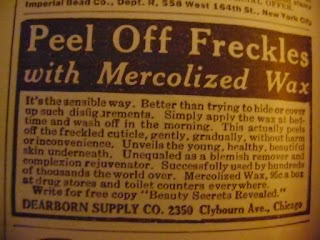 Imperial Bead Co., Dept. R, 558 West 164th St., New York City
Peel Off Freckles
with Mercolized Wax
It's the sensible way. Better than trying to hide or cover
up such disfigurements. Simply apply the wax at bed-
time and wash off in the morning. This actually peels
off the freckled cuticle, gently, gradually, without harm
or inconvenience. Unveils the young, healthy, beautiful
skin underneath. Unequaled as a blemish remover and
complexion rejuvenator. Successfully used by hundreds
of thousands the world over. Mercolized Wax, 95c a box
at drug stores and toilet counters everywhere.
Write for free copy "Beauty Secrets Revealed."
DEARBORN SUPPLY CO. 2350 Clybourn Ave., Chicago